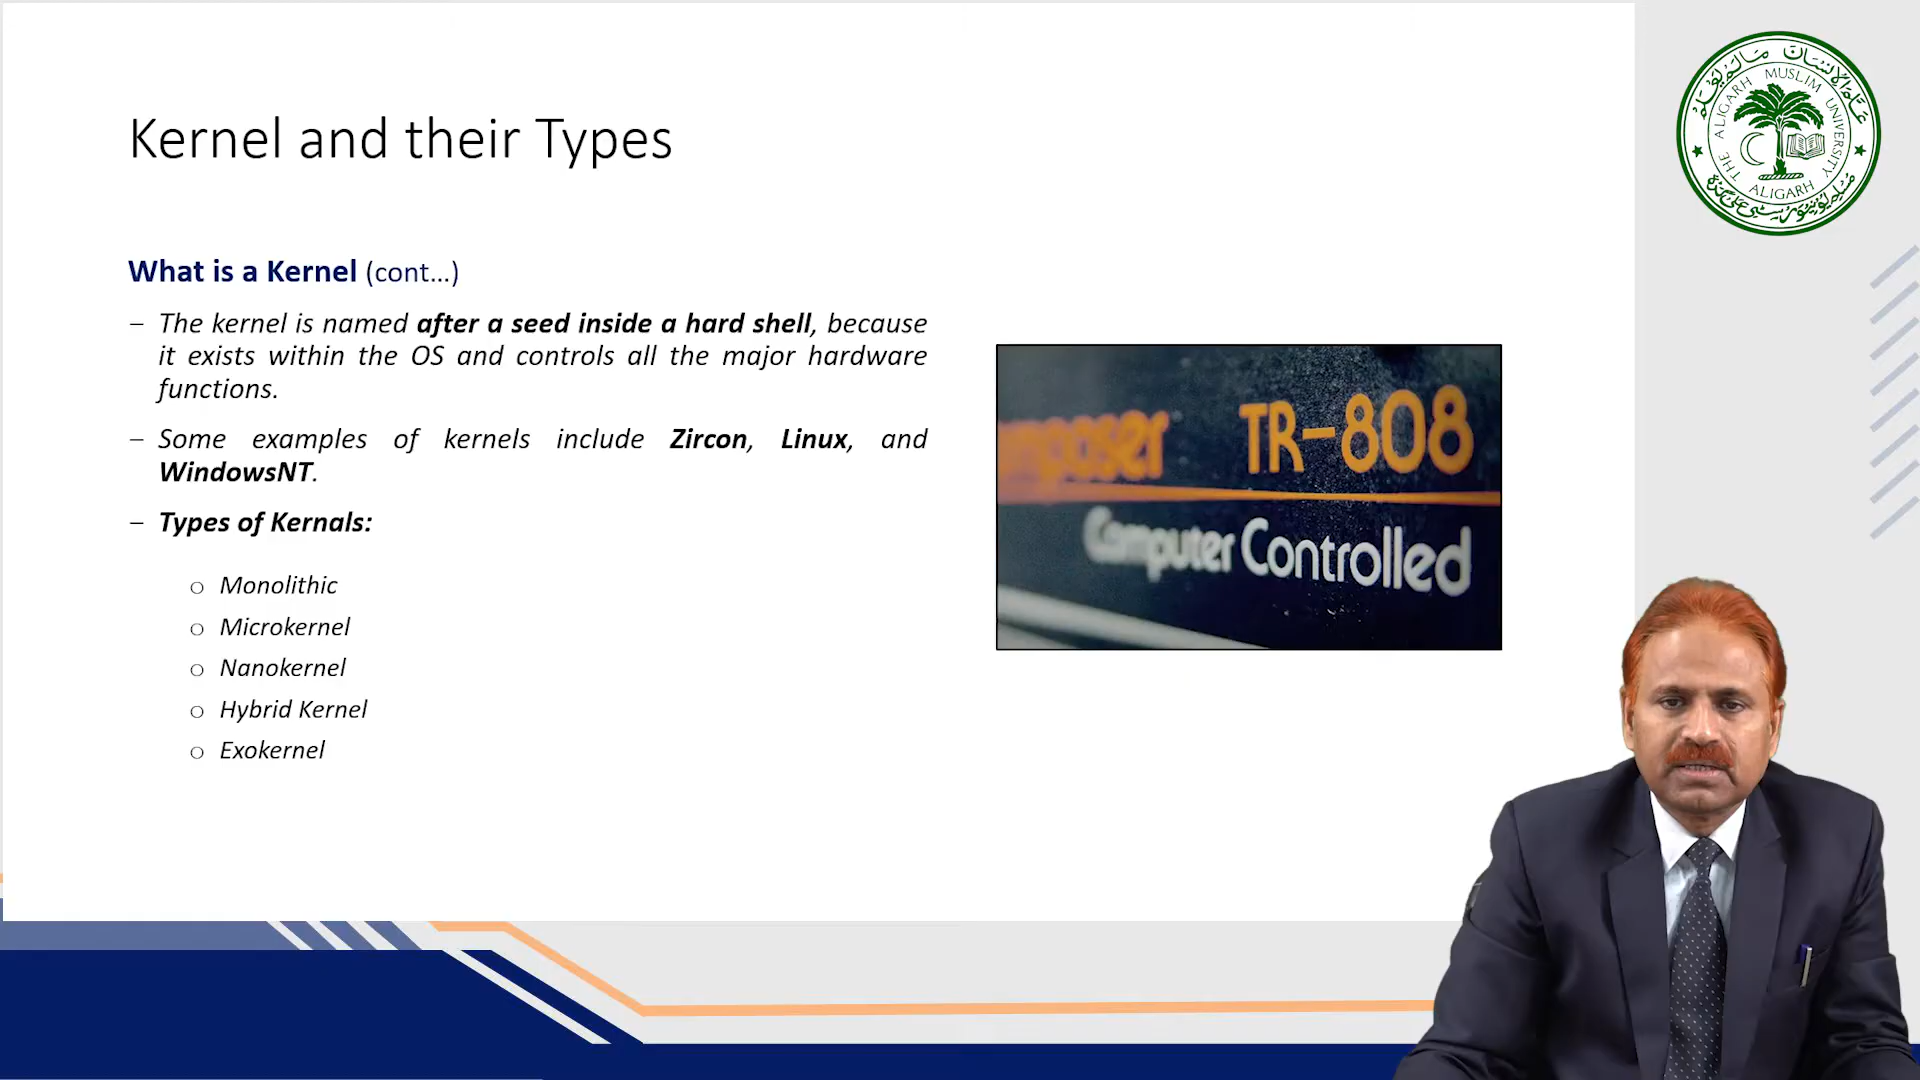 Kernel and their Types
What is a Kernel (cont...)
– The kernel is named after a seed inside a hard shell, because
it exists within the OS and controls all the major hardware
functions.
– Some examples of kernels include Zircon, Linux, and
WindowsNT.
– Types of Kernals:
o Monolithic
o Microkernel
o Nanokernel
o Hybrid Kernel
o Exokernel
TR-808
Computer Controlled
THE ALIGARH MUSLIM UNIVERSITY
ALIGARH